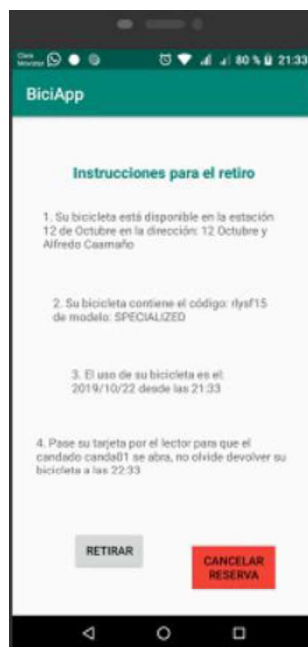 Claro
Movistar
80 % 21:33
BiciApp
Instrucciones para el retiro
1. Su bicicleta está disponible en la estación
12 de Octubre en la dirección: 12 Octubre y
Alfredo Caamaño
2. Su bicicleta contiene el código: rlysf15
de modelo: SPECIALIZED
3. El uso de su bicicleta es el:
2019/10/22 desde las 21:33
4. Pase su tarjeta por el lector para que el
candado canda01 se abra, no olvide devolver su
bicicleta a las 22:33
RETIRAR
CANCELAR
RESERVA